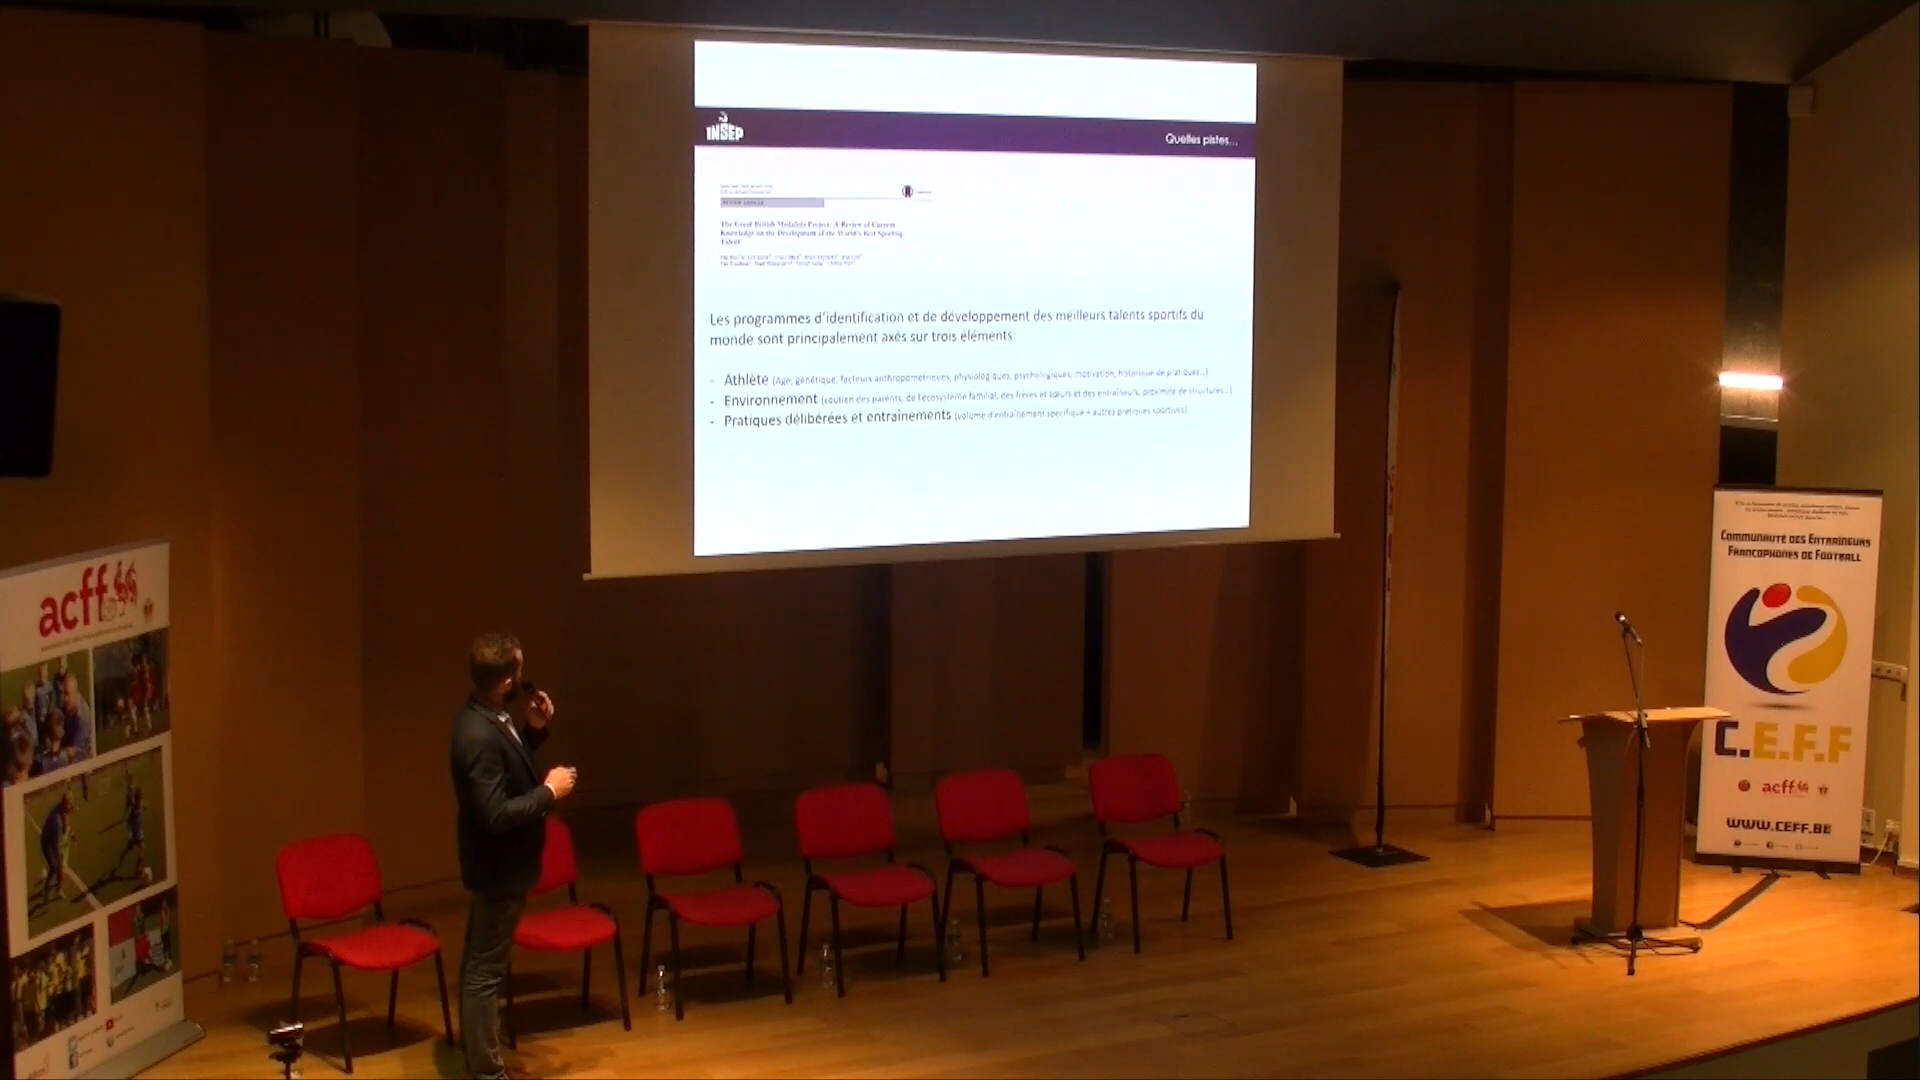 INSEP
Quelles pistes...
REVIEW ARTICLE
The Great British Medalists Project: A Review of Current
Knowledge on the Development of the World's Best Sporting
Talent
Les programmes d'identification et de développement des meilleurs talents sportifs du
monde sont principalement axés sur trois éléments:
- Athlète (Age, génétique, facteurs anthropométriques, physiologiques, psychologiques, motivation, historique de pratiques...)
- Environnement (soutien des parents, de l'écosystème familial, des frères et sœurs et des entraîneurs, proximité de structures...)
- Pratiques délibérées et entraînements (volume d'entraînement spécifique + autres pratiques sportives)
acff
Communauté des Entraîneurs
Francophones de Football
C.E.F.F
acff
www.ceff.be